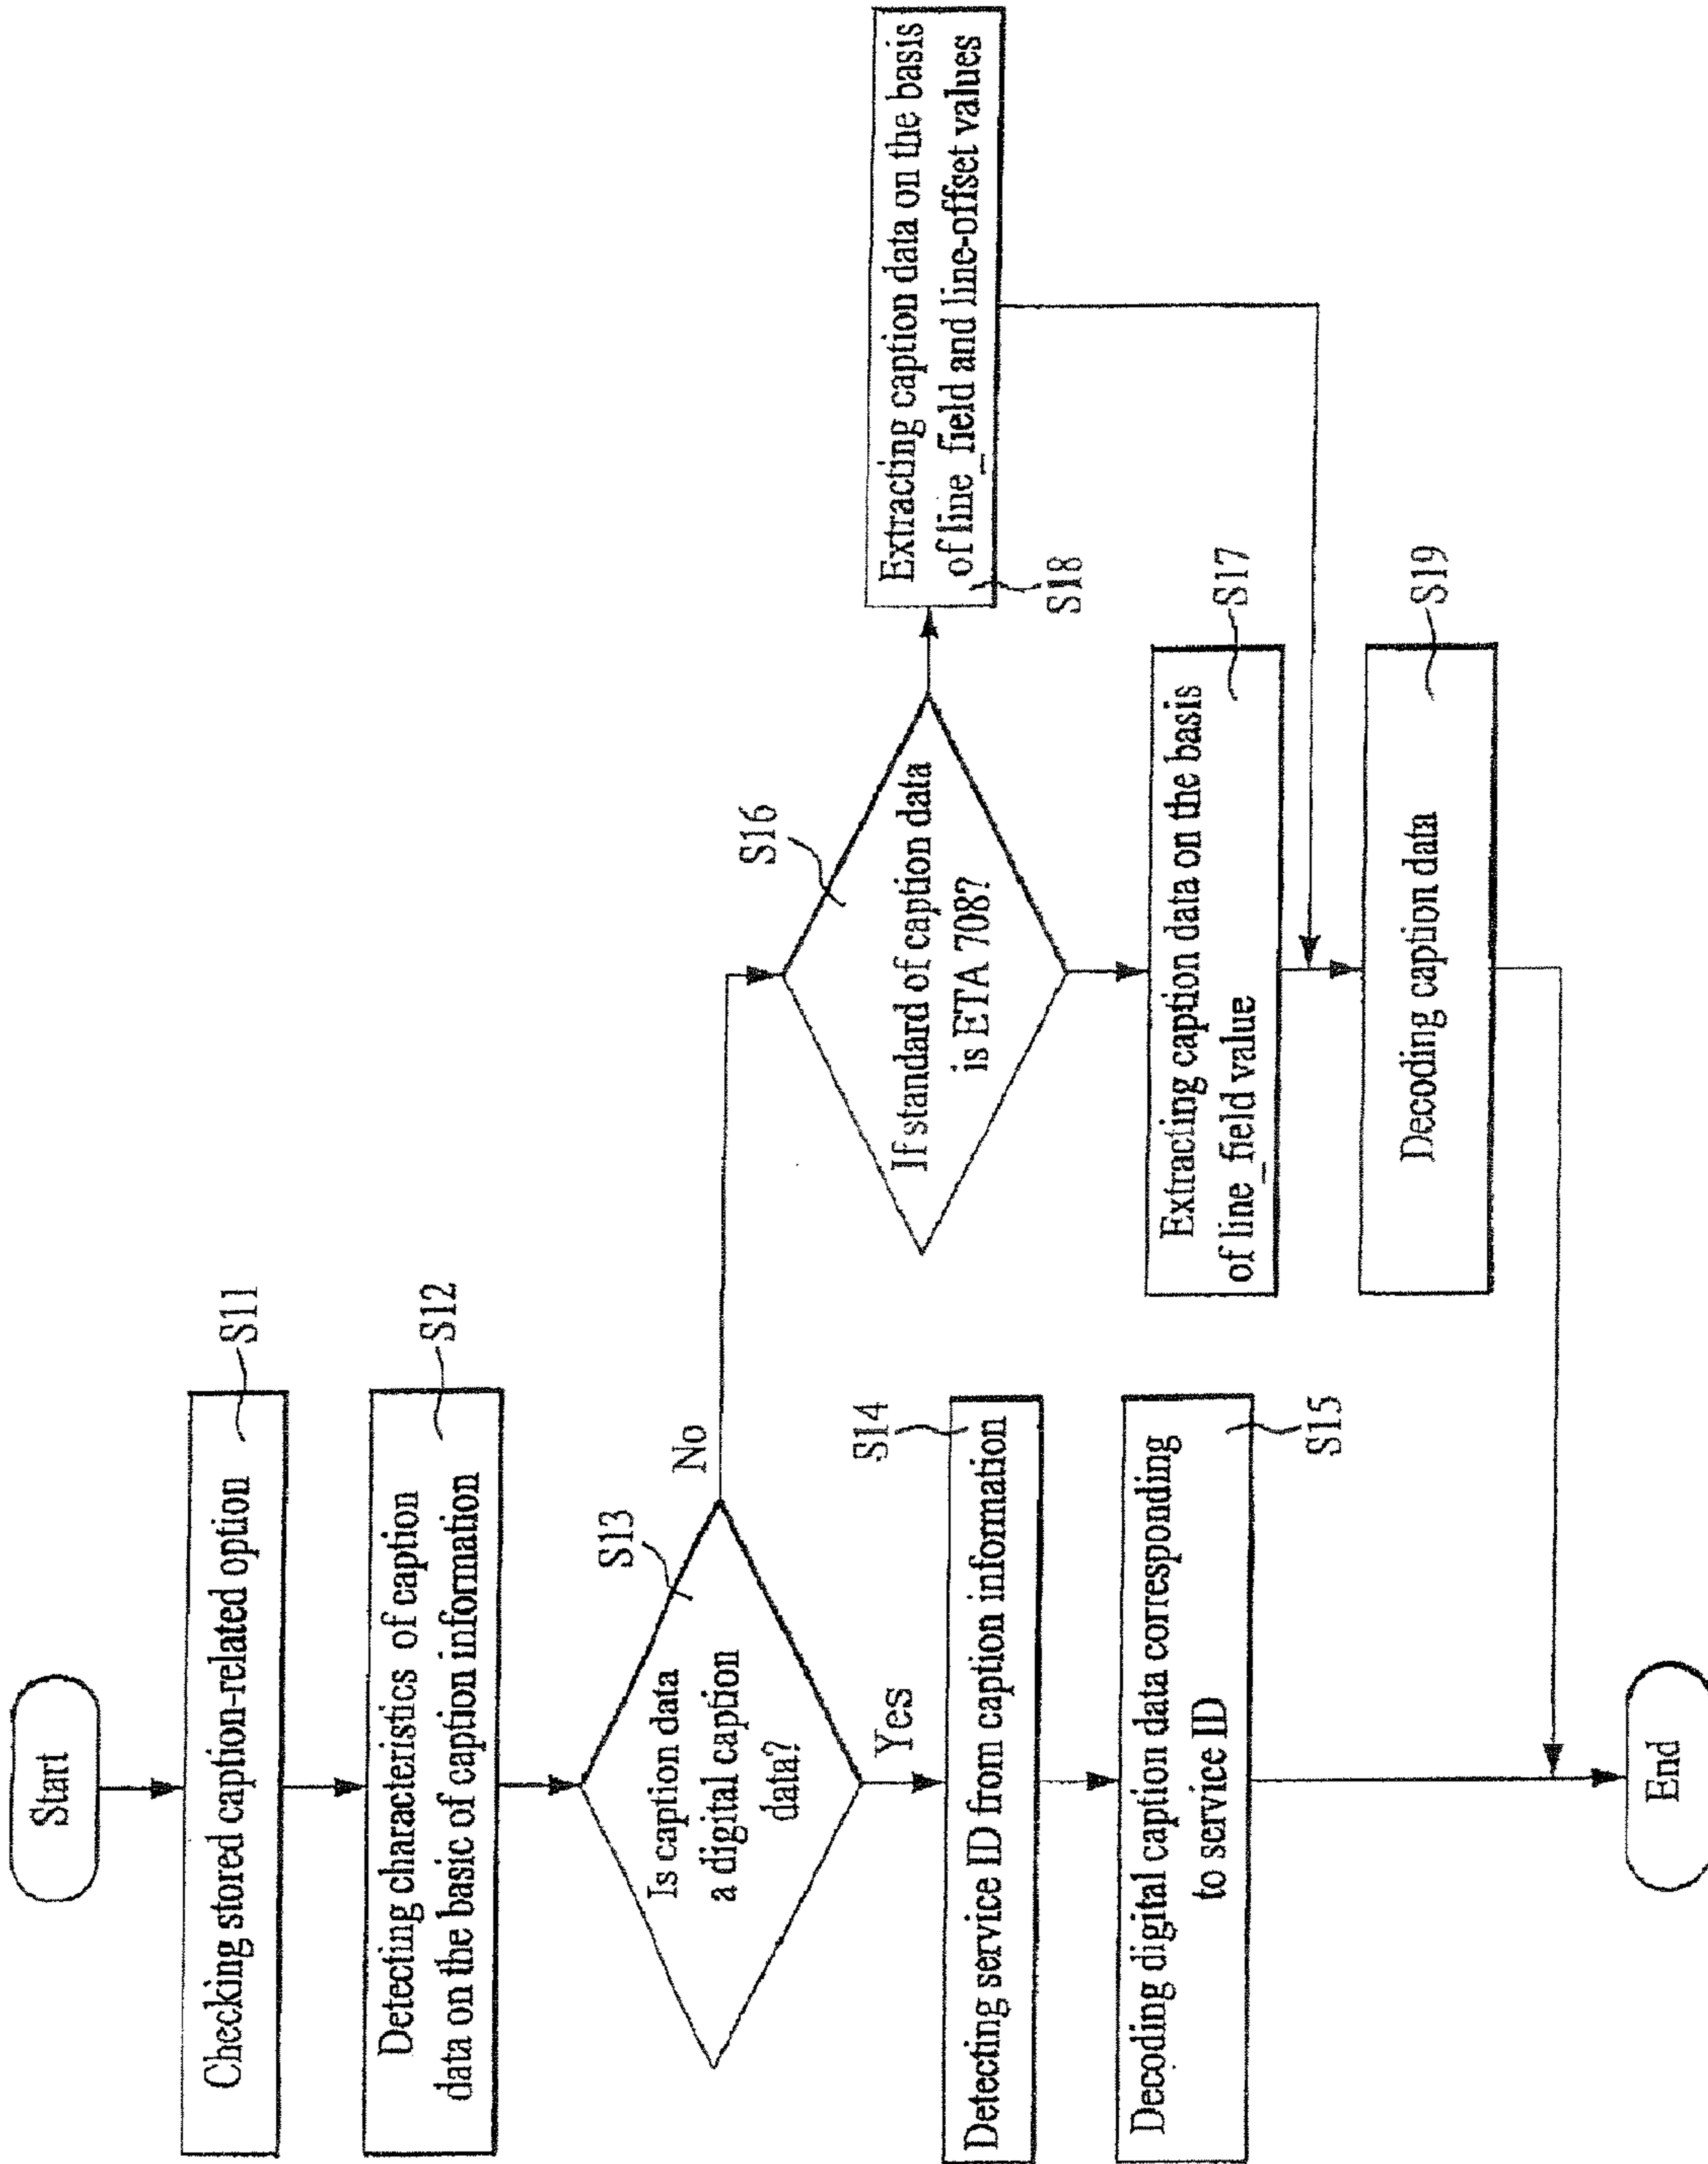 Start
Checking stored caption-related option
S11
Detecting characteristics of caption
data on the basic of caption information
S12
Is caption data
a digital caption
data?
S13
No
Yes
Detecting service ID from caption information
S14
Decoding digital caption data corresponding
to service ID
S15
If standard of caption data
is ETA 708?
S16
Extracting caption data on the basis
of line_field and line-offset values
S18
Extracting caption data on the basis
of line_field value
S17
Decoding caption data
S19
End